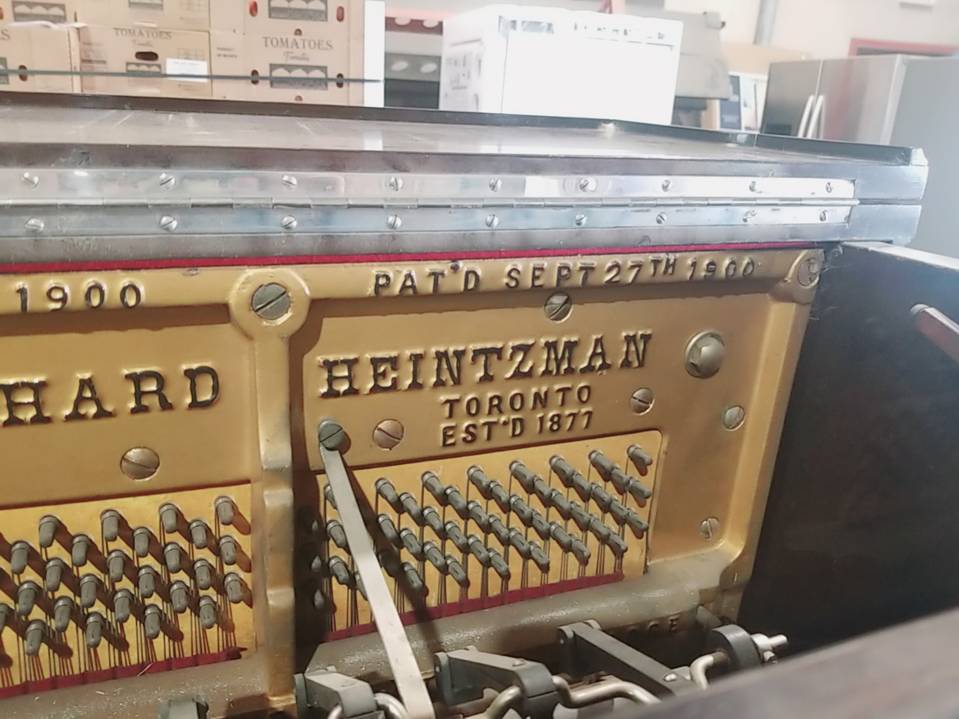 TOMATOES
TOMATOES
1900
PAT'D SEPT 27TH 1900
HARD
HEINTZMAN
TORONTO
EST'D 1877